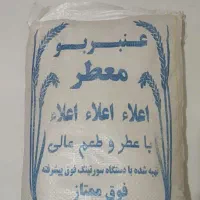 عنبربو
معطر
اعلاء اعلاء اعلاء
با عطر و طعم عالی
تهیه شده با دستگاه سورتینگ فوق پیشرفته
فوق ممتاز